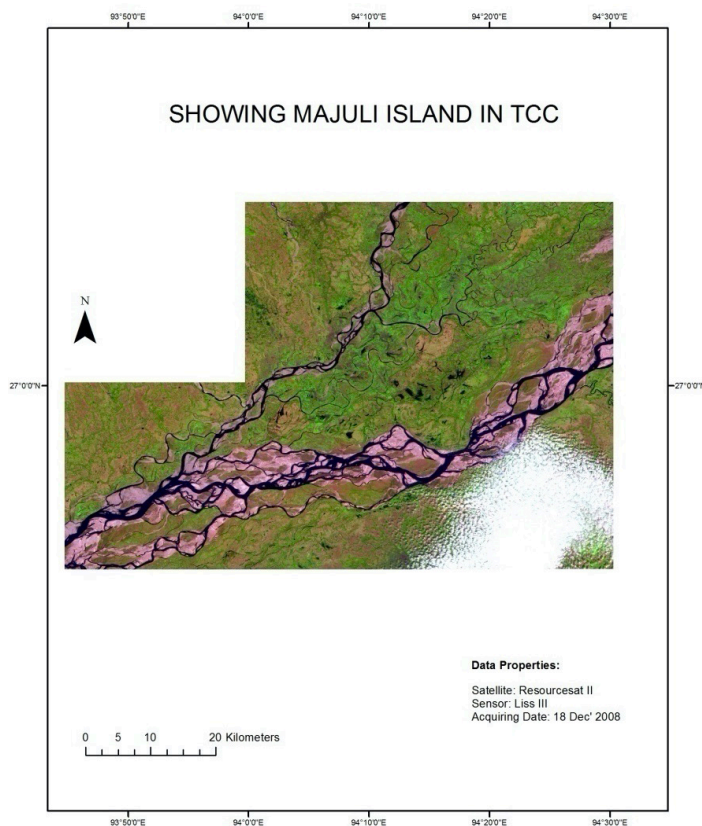 93°50'0"E 94°0'0"E 94°10'0"E 94°20'0"E 94°30'0"E
SHOWING MAJULI ISLAND IN TCC
N
27°0'0"N 27°0'0"N
Data Properties:
Satellite: Resourcesat II
Sensor: Liss III
Acquiring Date: 18 Dec' 2008
0 5 10 20 Kilometers
93°50'0"E 94°0'0"E 94°10'0"E 94°20'0"E 94°30'0"E